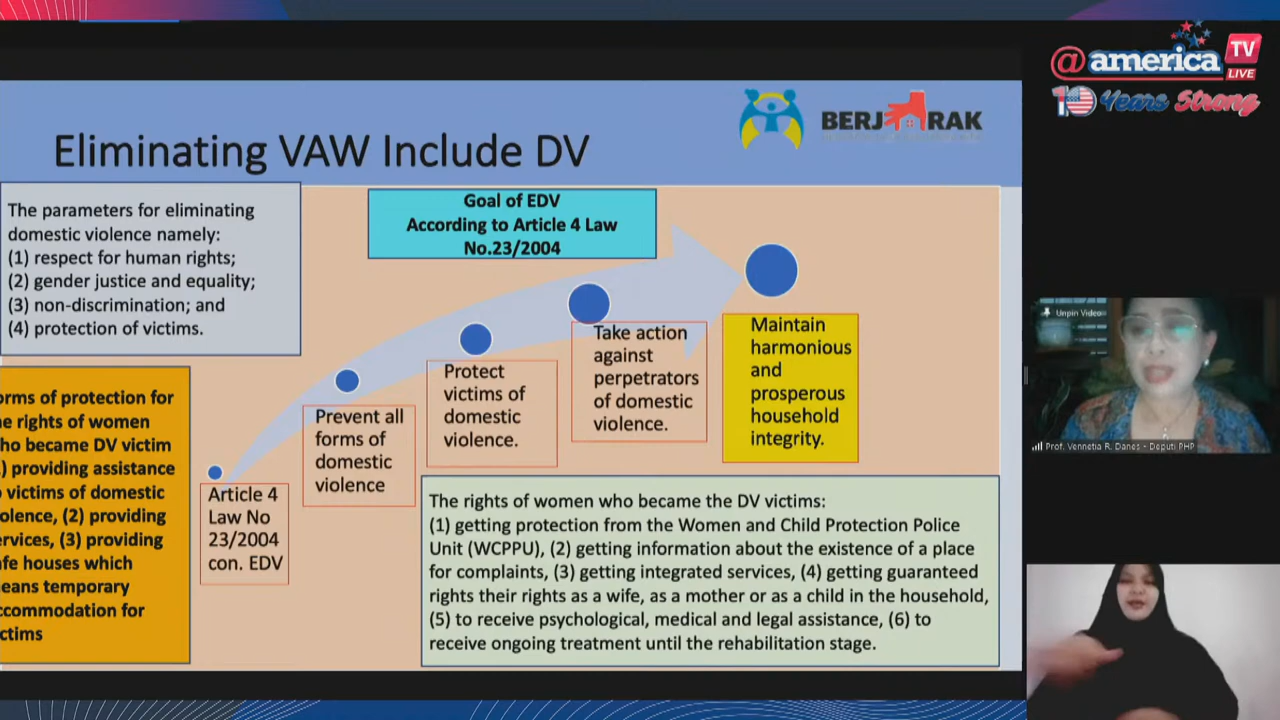 @america TV
LIVE
10 Years Strong
BERJ RAK
Eliminating VAW Include DV
The parameters for eliminating
domestic violence namely:
(1) respect for human rights;
(2) gender justice and equality;
(3) non-discrimination; and
(4) protection of victims.
Goal of EDV
According to Article 4 Law
No.23/2004
orms of protection for
e rights of women
ho became DV victim
) providing assistance
victims of domestic
olence, (2) providing
ervices, (3) providing
fe houses which
eans temporary
ccommodation for
ctims
Article 4
Law No
23/2004
con. EDV
Prevent all
forms of
domestic
violence
Protect
victims of
domestic
violence.
Take action
against
perpetrators
of domestic
violence.
Maintain
harmonious
and
prosperous
household
integrity.
The rights of women who became the DV victims:
(1) getting protection from the Women and Child Protection Police
Unit (WCPPU), (2) getting information about the existence of a place
for complaints, (3) getting integrated services, (4) getting guaranteed
rights their rights as a wife, as a mother or as a child in the household,
(5) to receive psychological, medical and legal assistance, (6) to
receive ongoing treatment until the rehabilitation stage.
Unpin Video
Prof. Vennetia R. Danes - Deputi PHP